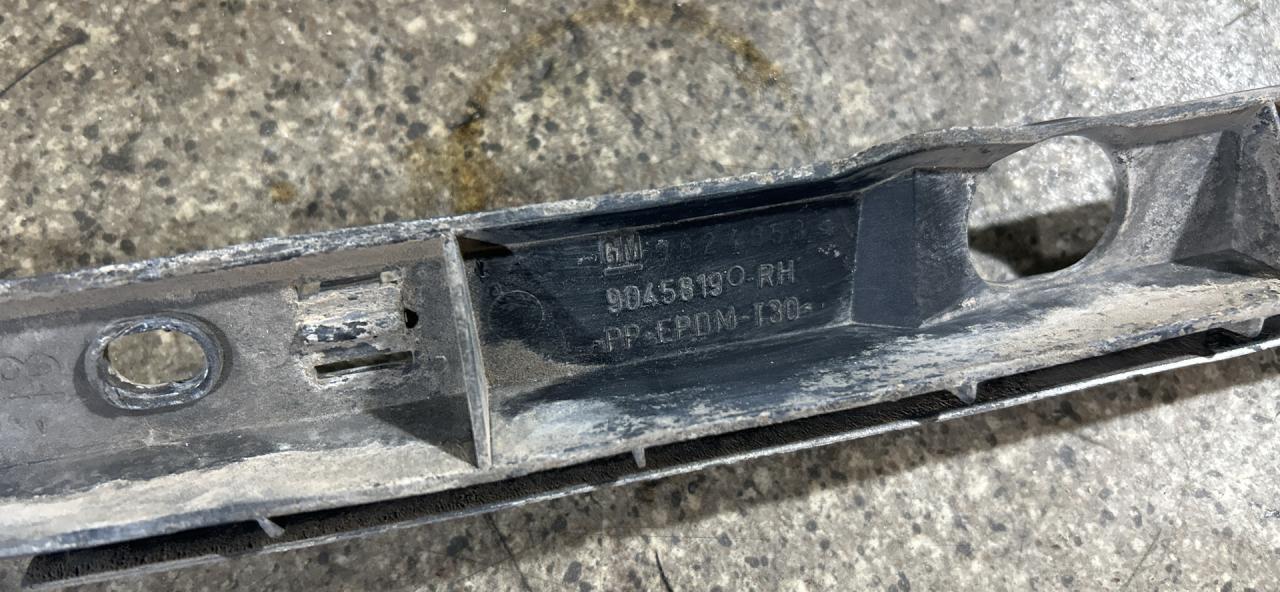 GM
90458190-RH
PP-EPDM-T30-